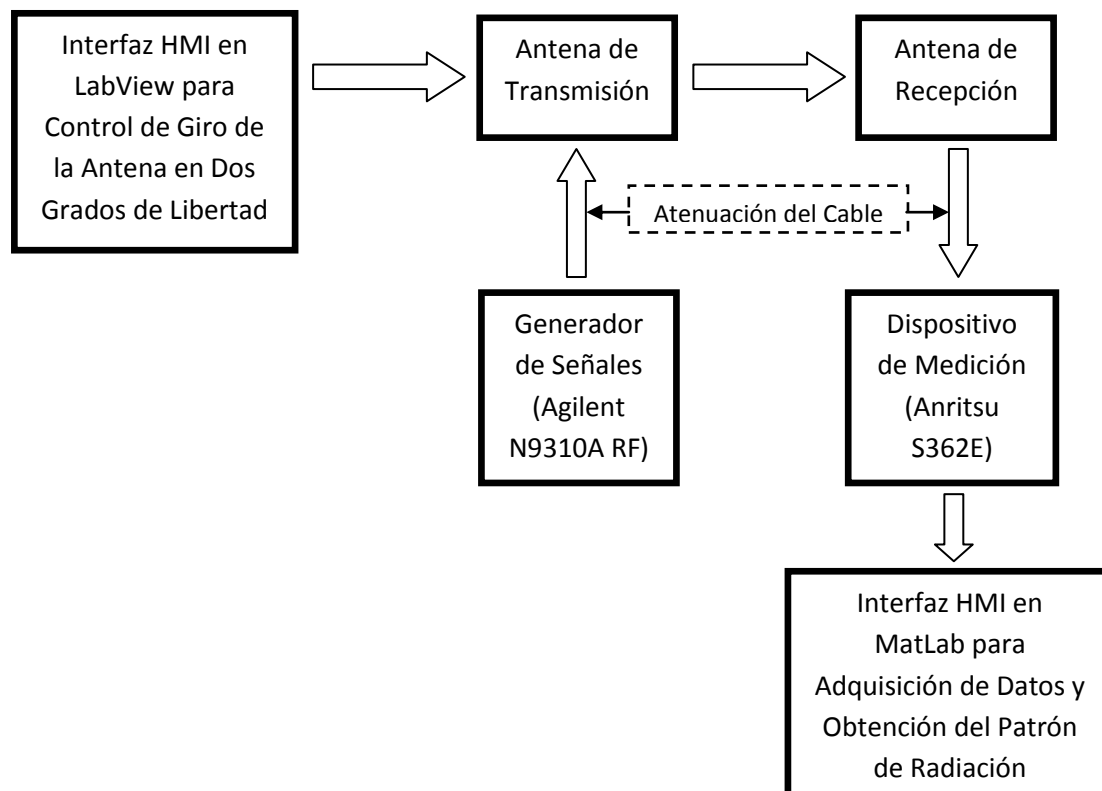 Interfaz HMI en
LabView para
Control de Giro de
la Antena en Dos
Grados de Libertad
Antena de
Transmisión
Antena de
Recepción
Atenuación del Cable
Generador
de Señales
(Agilent
N9310A RF)
Dispositivo
de Medición
(Anritsu
S362E)
Interfaz HMI en
MatLab para
Adquisición de Datos y
Obtención del Patrón
de Radiación